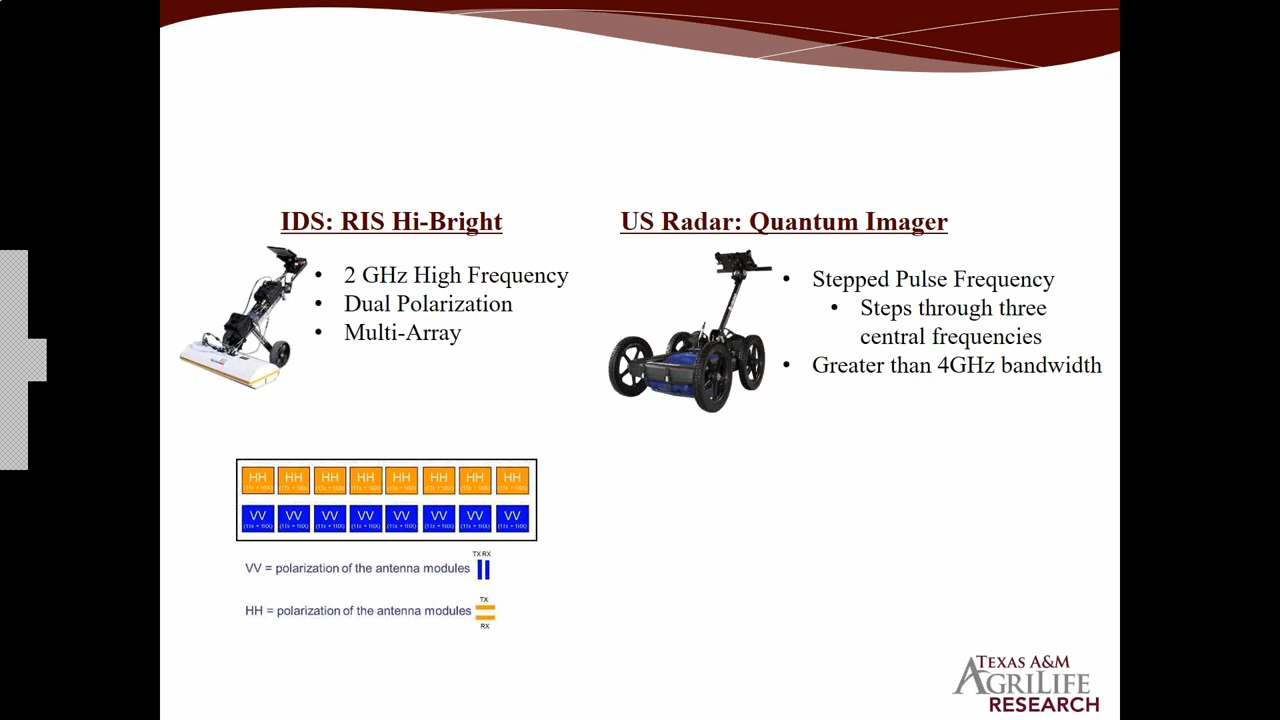 IDS: RIS Hi-Bright
• 2 GHz High Frequency
• Dual Polarization
• Multi-Array
US Radar: Quantum Imager
• Stepped Pulse Frequency
• Steps through three
central frequencies
• Greater than 4GHz bandwidth
HH HH HH HH HH HH HH HH
VV VV VV VV VV VV VV VV
TX RX
VV = polarization of the antenna modules
TX
HH = polarization of the antenna modules
RX
TEXAS A&M
AGRILIFE
RESEARCH